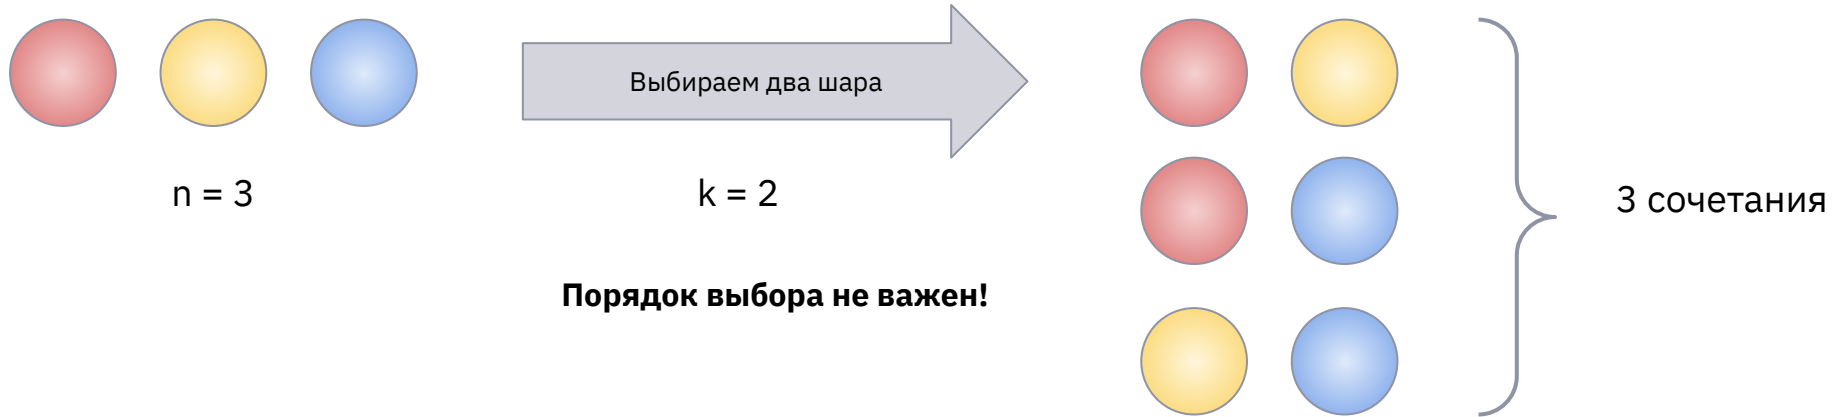 Выбираем два шара
n = 3
k = 2
3 сочетания
Порядок выбора не важен!